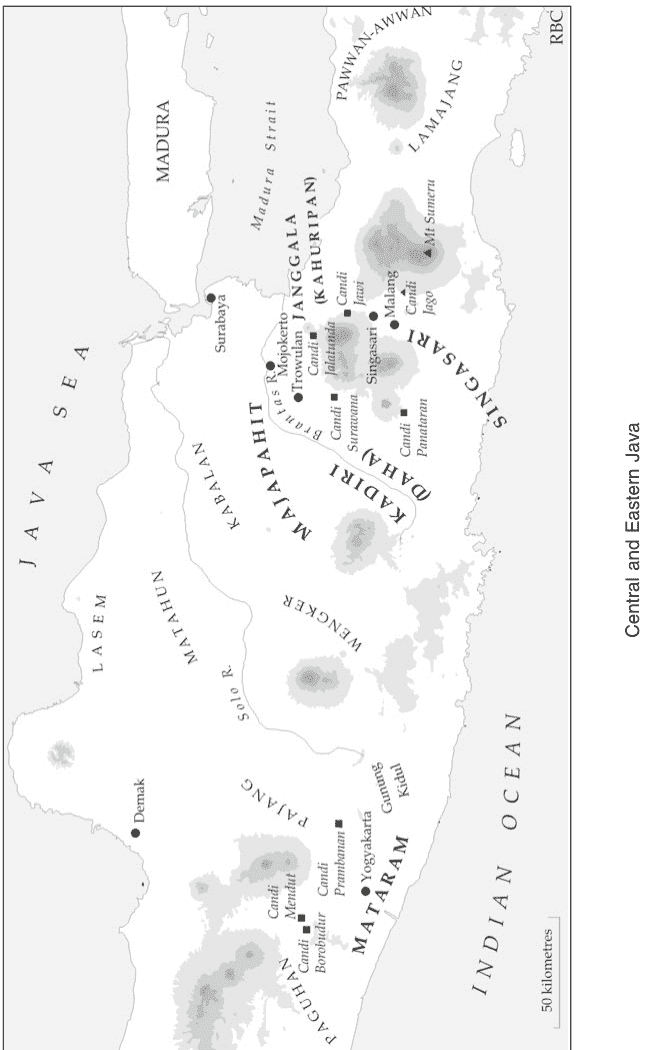 JAVA SEA
MADURA
Madura Strait
Surabaya
PAWWAN-AWWAN
LAMAJANG
LASEM
MATAHUN
KABALAN
MAJAPAHIT
JANGGALA
(KAHURIPAN)
Mojokerto
Trowulan
Brantas R.
Candi
Jalatunda
Candi
Jawi
Candi
Surawana
Singasari
Malang
Candi
Jago
Mt Sumeru
SINGASARI
Candi
Panataran
KADIRI
(DAHA)
WENGKER
Solo R.
Demak
PAJANG
Gunung
Kidul
Candi
Mendut
Candi
Borobudur
Candi
Prambanan
Yogyakarta
MATARAM
PAGUHAN
INDIAN OCEAN
50 kilometres
RBC
Central and Eastern Java